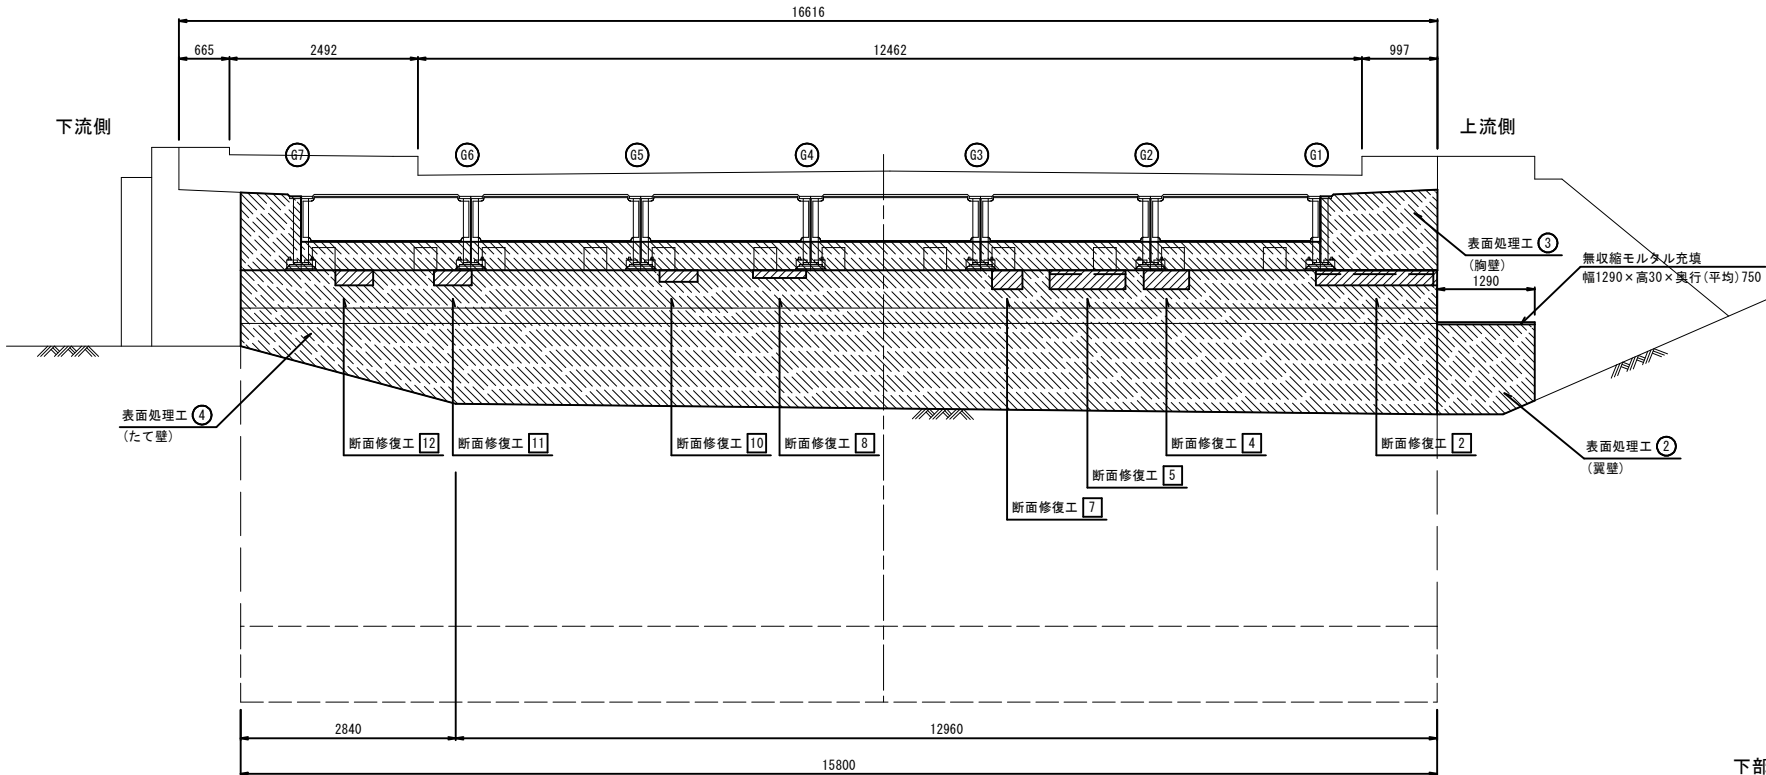 16616
665
2492
12462
997
下流側
上流側
G7
G6
G5
G4
G3
G2
G1
表面処理工 3
(胸壁)
無収縮モルタル充填
幅1290×高30×奥行(平均)750
1290
表面処理工 4
(たて壁)
断面修復工 12
断面修復工 11
断面修復工 10
断面修復工 8
断面修復工 4
断面修復工 2
表面処理工 2
(翼壁)
断面修復工 5
断面修復工 7
2840
12960
15800
下部